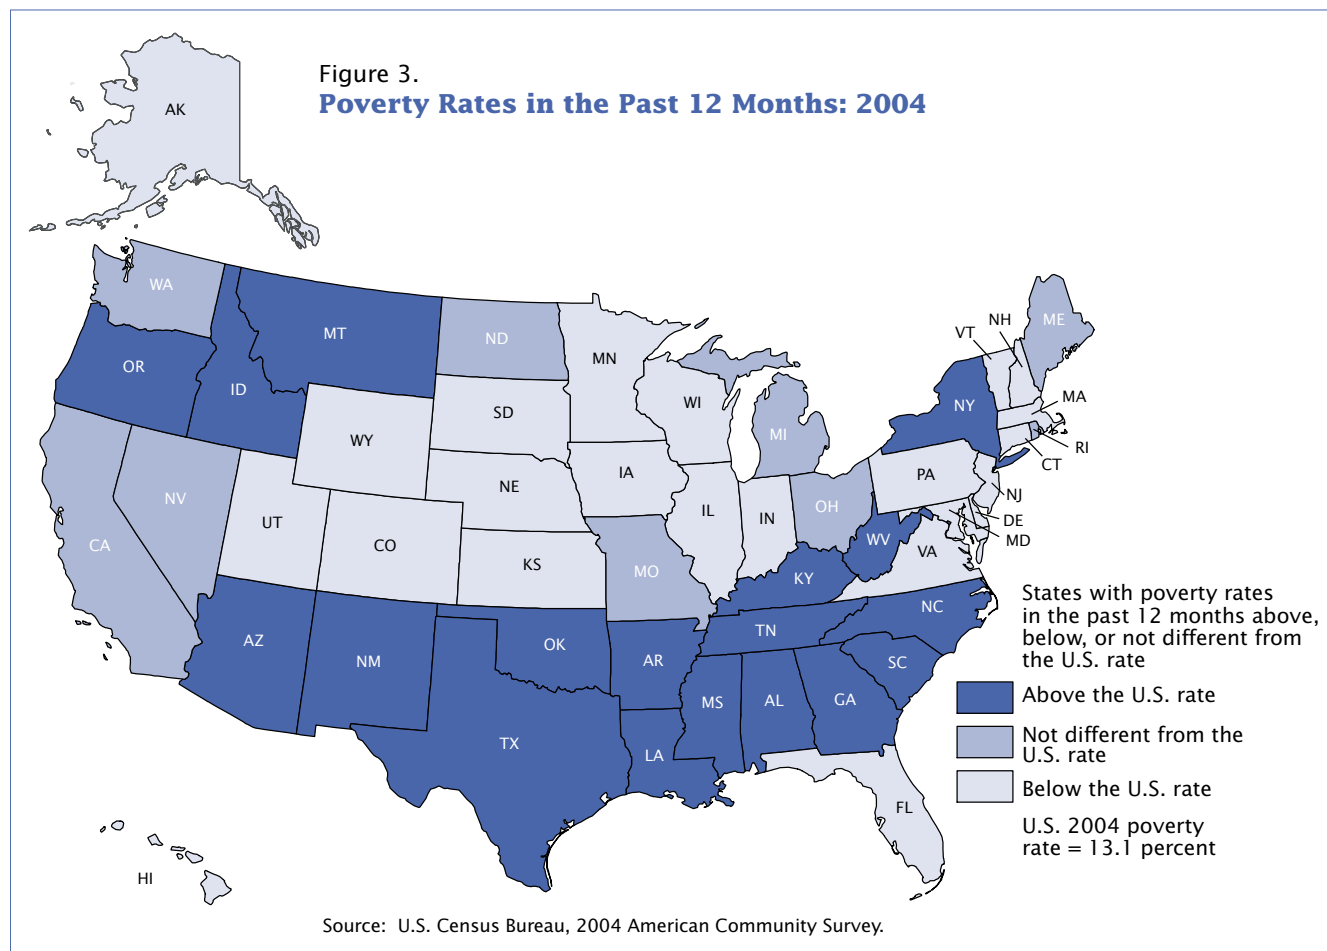 Figure 3.
Poverty Rates in the Past 12 Months: 2004
AK
WA
MT
ND
MN
VT
NH
ME
OR
ID
SD
WI
MI
NY
MA
RI
CT
WY
IA
NE
PA
NJ
NV
UT
CO
IL
IN
OH
DE
MD
CA
KS
MO
WV
VA
KY
AZ
NM
OK
AR
TN
NC
SC
TX
LA
MS
AL
GA
FL
HI
States with poverty rates
in the past 12 months above,
below, or not different from
the U.S. rate
Above the U.S. rate
Not different from the
U.S. rate
Below the U.S. rate
U.S. 2004 poverty
rate = 13.1 percent
Source: U.S. Census Bureau, 2004 American Community Survey.